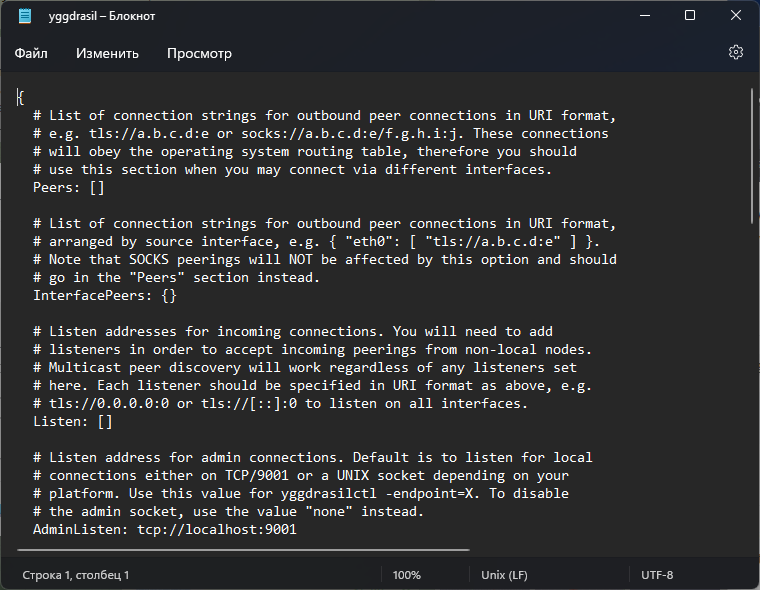 yggdrasil – Блокнот
Файл Изменить Просмотр
{
# List of connection strings for outbound peer connections in URI format,
# e.g. tls://a.b.c.d:e or socks://a.b.c.d:e/f.g.h.i:j. These connections
# will obey the operating system routing table, therefore you should
# use this section when you may connect via different interfaces.
Peers: []
# List of connection strings for outbound peer connections in URI format,
# arranged by source interface, e.g. { "eth0": [ "tls://a.b.c.d:e" ] }.
# Note that SOCKS peerings will NOT be affected by this option and should
# go in the "Peers" section instead.
InterfacePeers: {}
# Listen addresses for incoming connections. You will need to add
# listeners in order to accept incoming peerings from non-local nodes.
# Multicast peer discovery will work regardless of any listeners set
# here. Each listener should be specified in URI format as above, e.g.
# tls://0.0.0.0:0 or tls://[::]:0 to listen on all interfaces.
Listen: []
# Listen address for admin connections. Default is to listen for local
# connections either on TCP/9001 or a UNIX socket depending on your
# platform. Use this value for yggdrasilctl -endpoint=X. To disable
# the admin socket, use the value "none" instead.
AdminListen: tcp://localhost:9001
Строка 1, столбец 1 100% Unix (LF) UTF-8